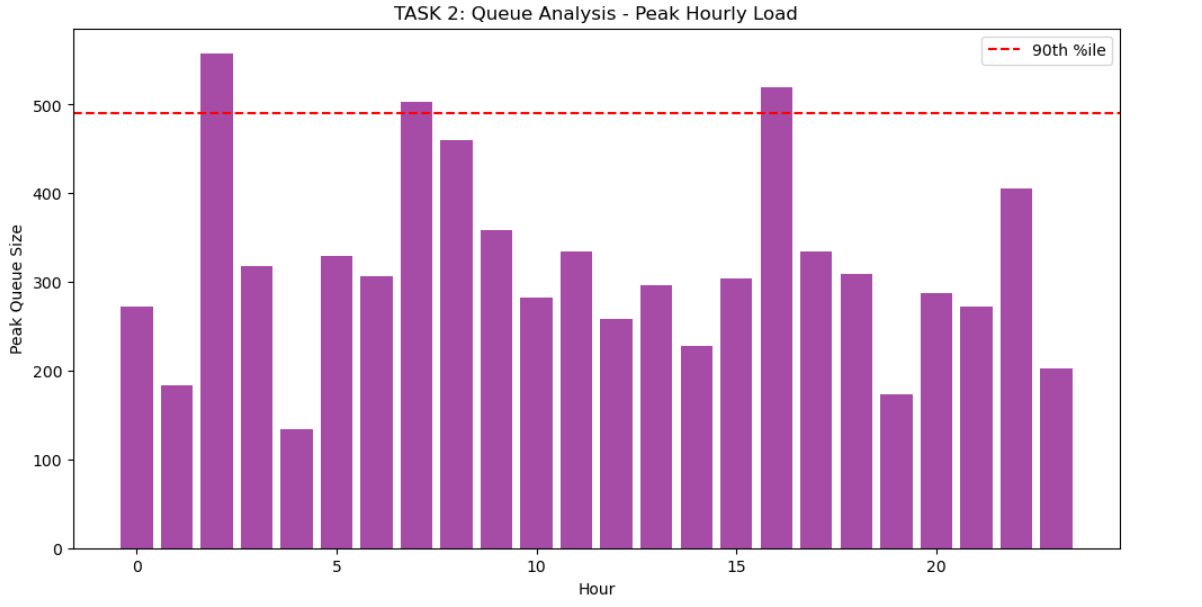 TASK 2: Queue Analysis - Peak Hourly Load
90th %ile
Peak Queue Size
500
400
300
200
100
0
0 5 10 15 20
Hour